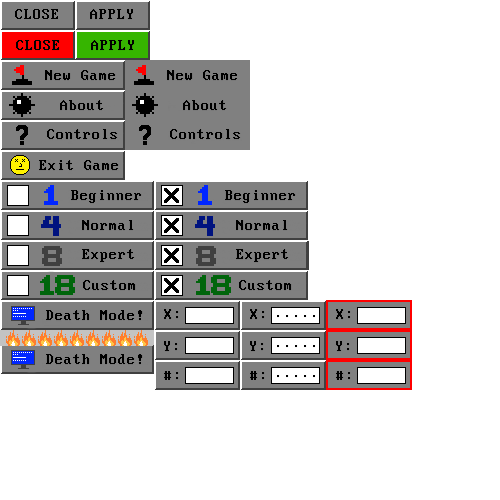 CLOSE APPLY
CLOSE APPLY
New Game New Game
About About
? Controls ? Controls
Exit Game
1 Beginner X 1 Beginner
4 Normal X 4 Normal
8 Expert X 8 Expert
18 Custom X 18 Custom
Death Mode! X: X: ..... X:
Y: Y: ..... Y:
Death Mode!
#: #: ..... #: